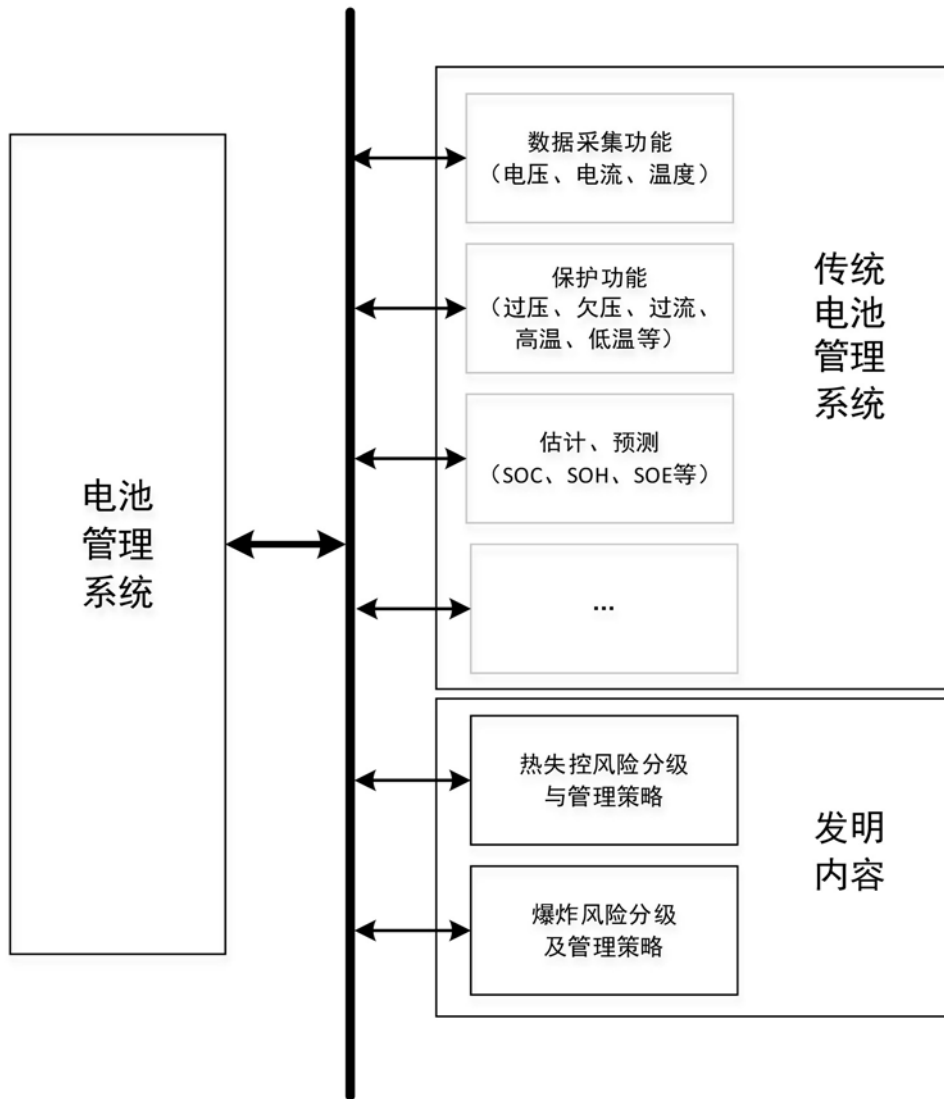 电池
管理
系统
数据采集功能
（电压、电流、温度）
保护功能
（过压、欠压、过流、
高温、低温等）
估计、预测
（SOC、SOH、SOE等）
...
传统
电池
管理
系统
热失控风险分级
与管理策略
爆炸风险分级
及管理策略
发明
内容